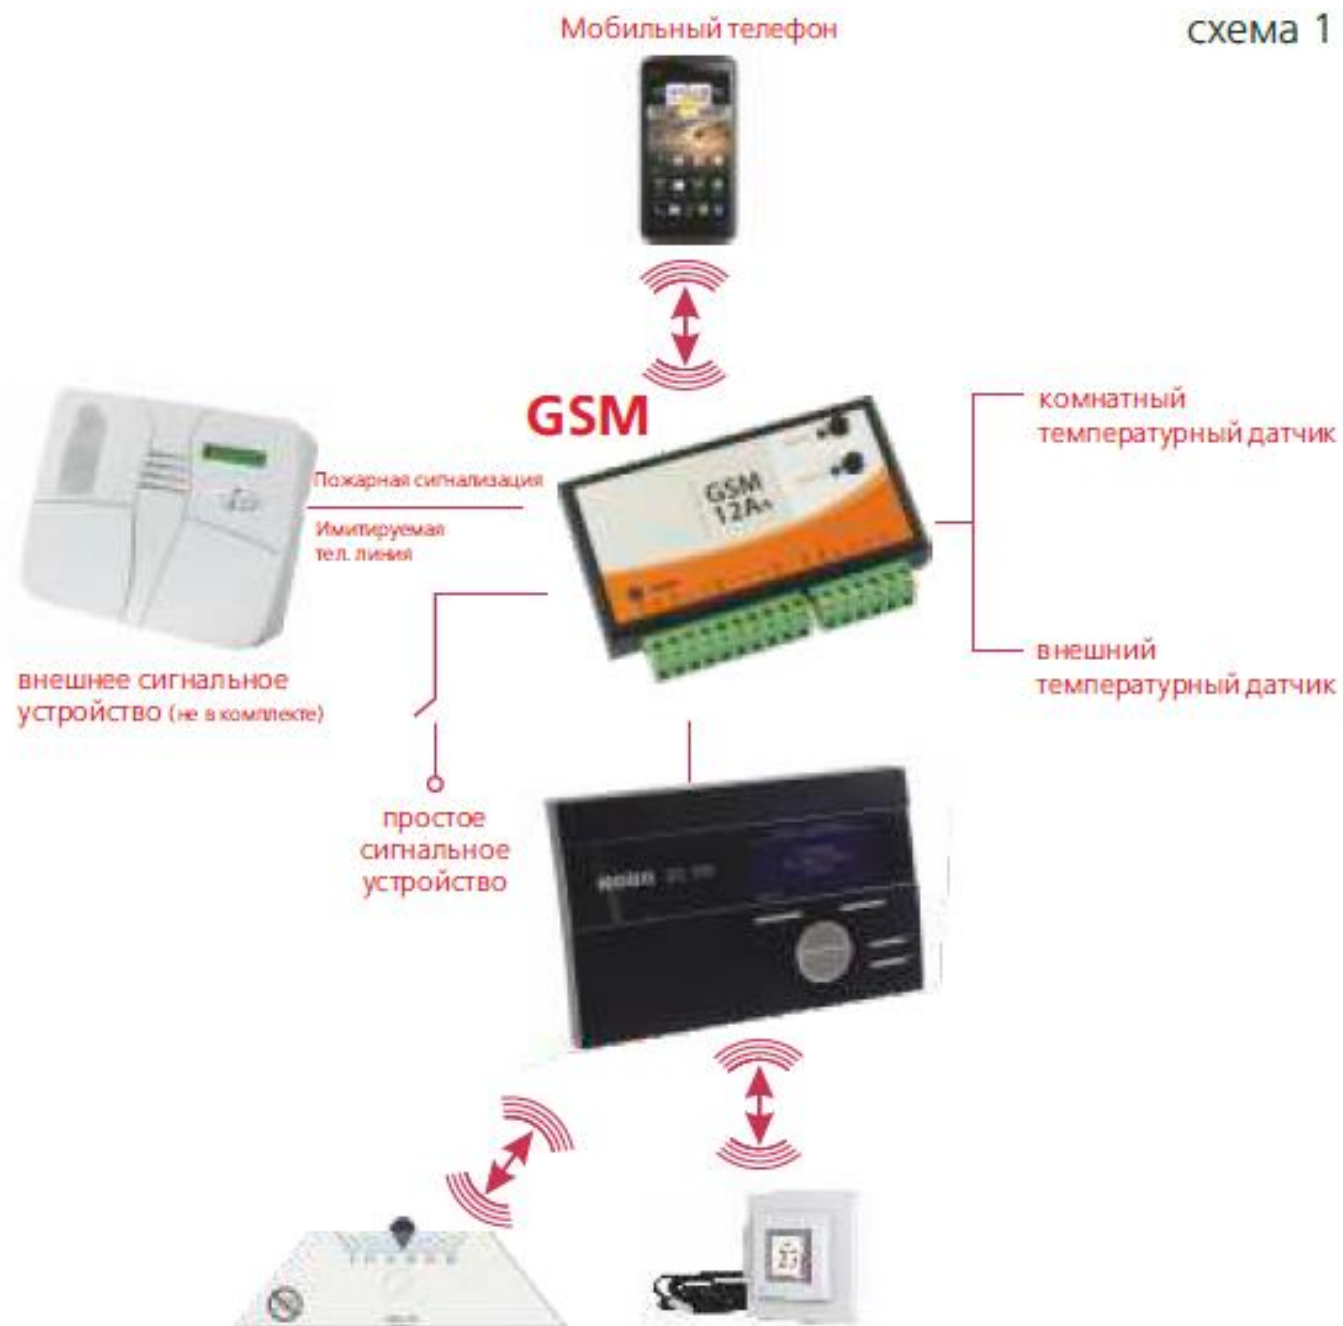 Мобильный телефон
схема 1
GSM
комнатный
температурный датчик
Пожарная сигнализация
Имитируемая
тел. линия
GSM
12A
внешнее сигнальное
устройство (не в комплекте)
внешний
температурный датчик
простое
сигнальное
устройство
23